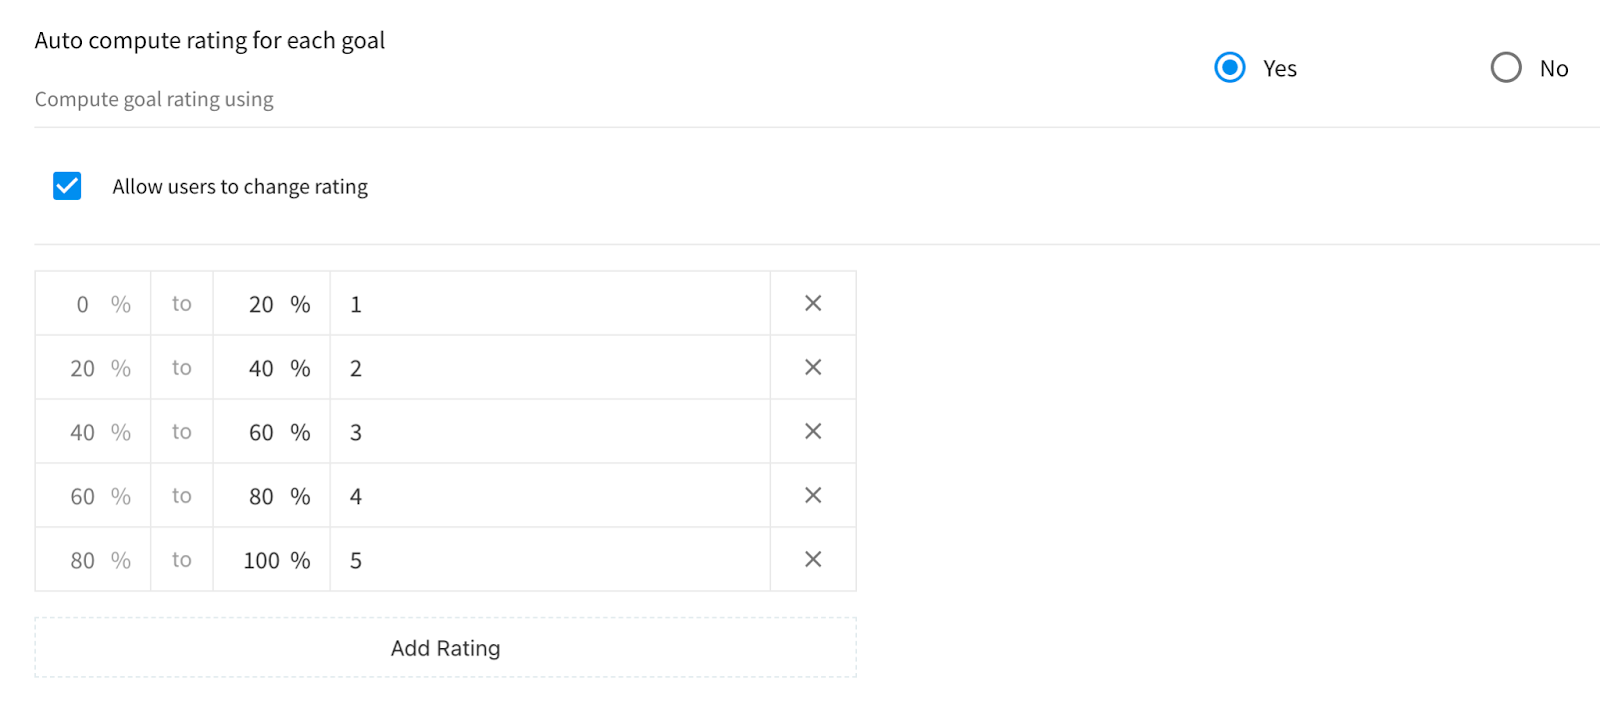 Auto compute rating for each goal
Yes No
Compute goal rating using
Allow users to change rating
0 % to 20 % 1
20 % to 40 % 2
40 % to 60 % 3
60 % to 80 % 4
80 % to 100 % 5
Add Rating